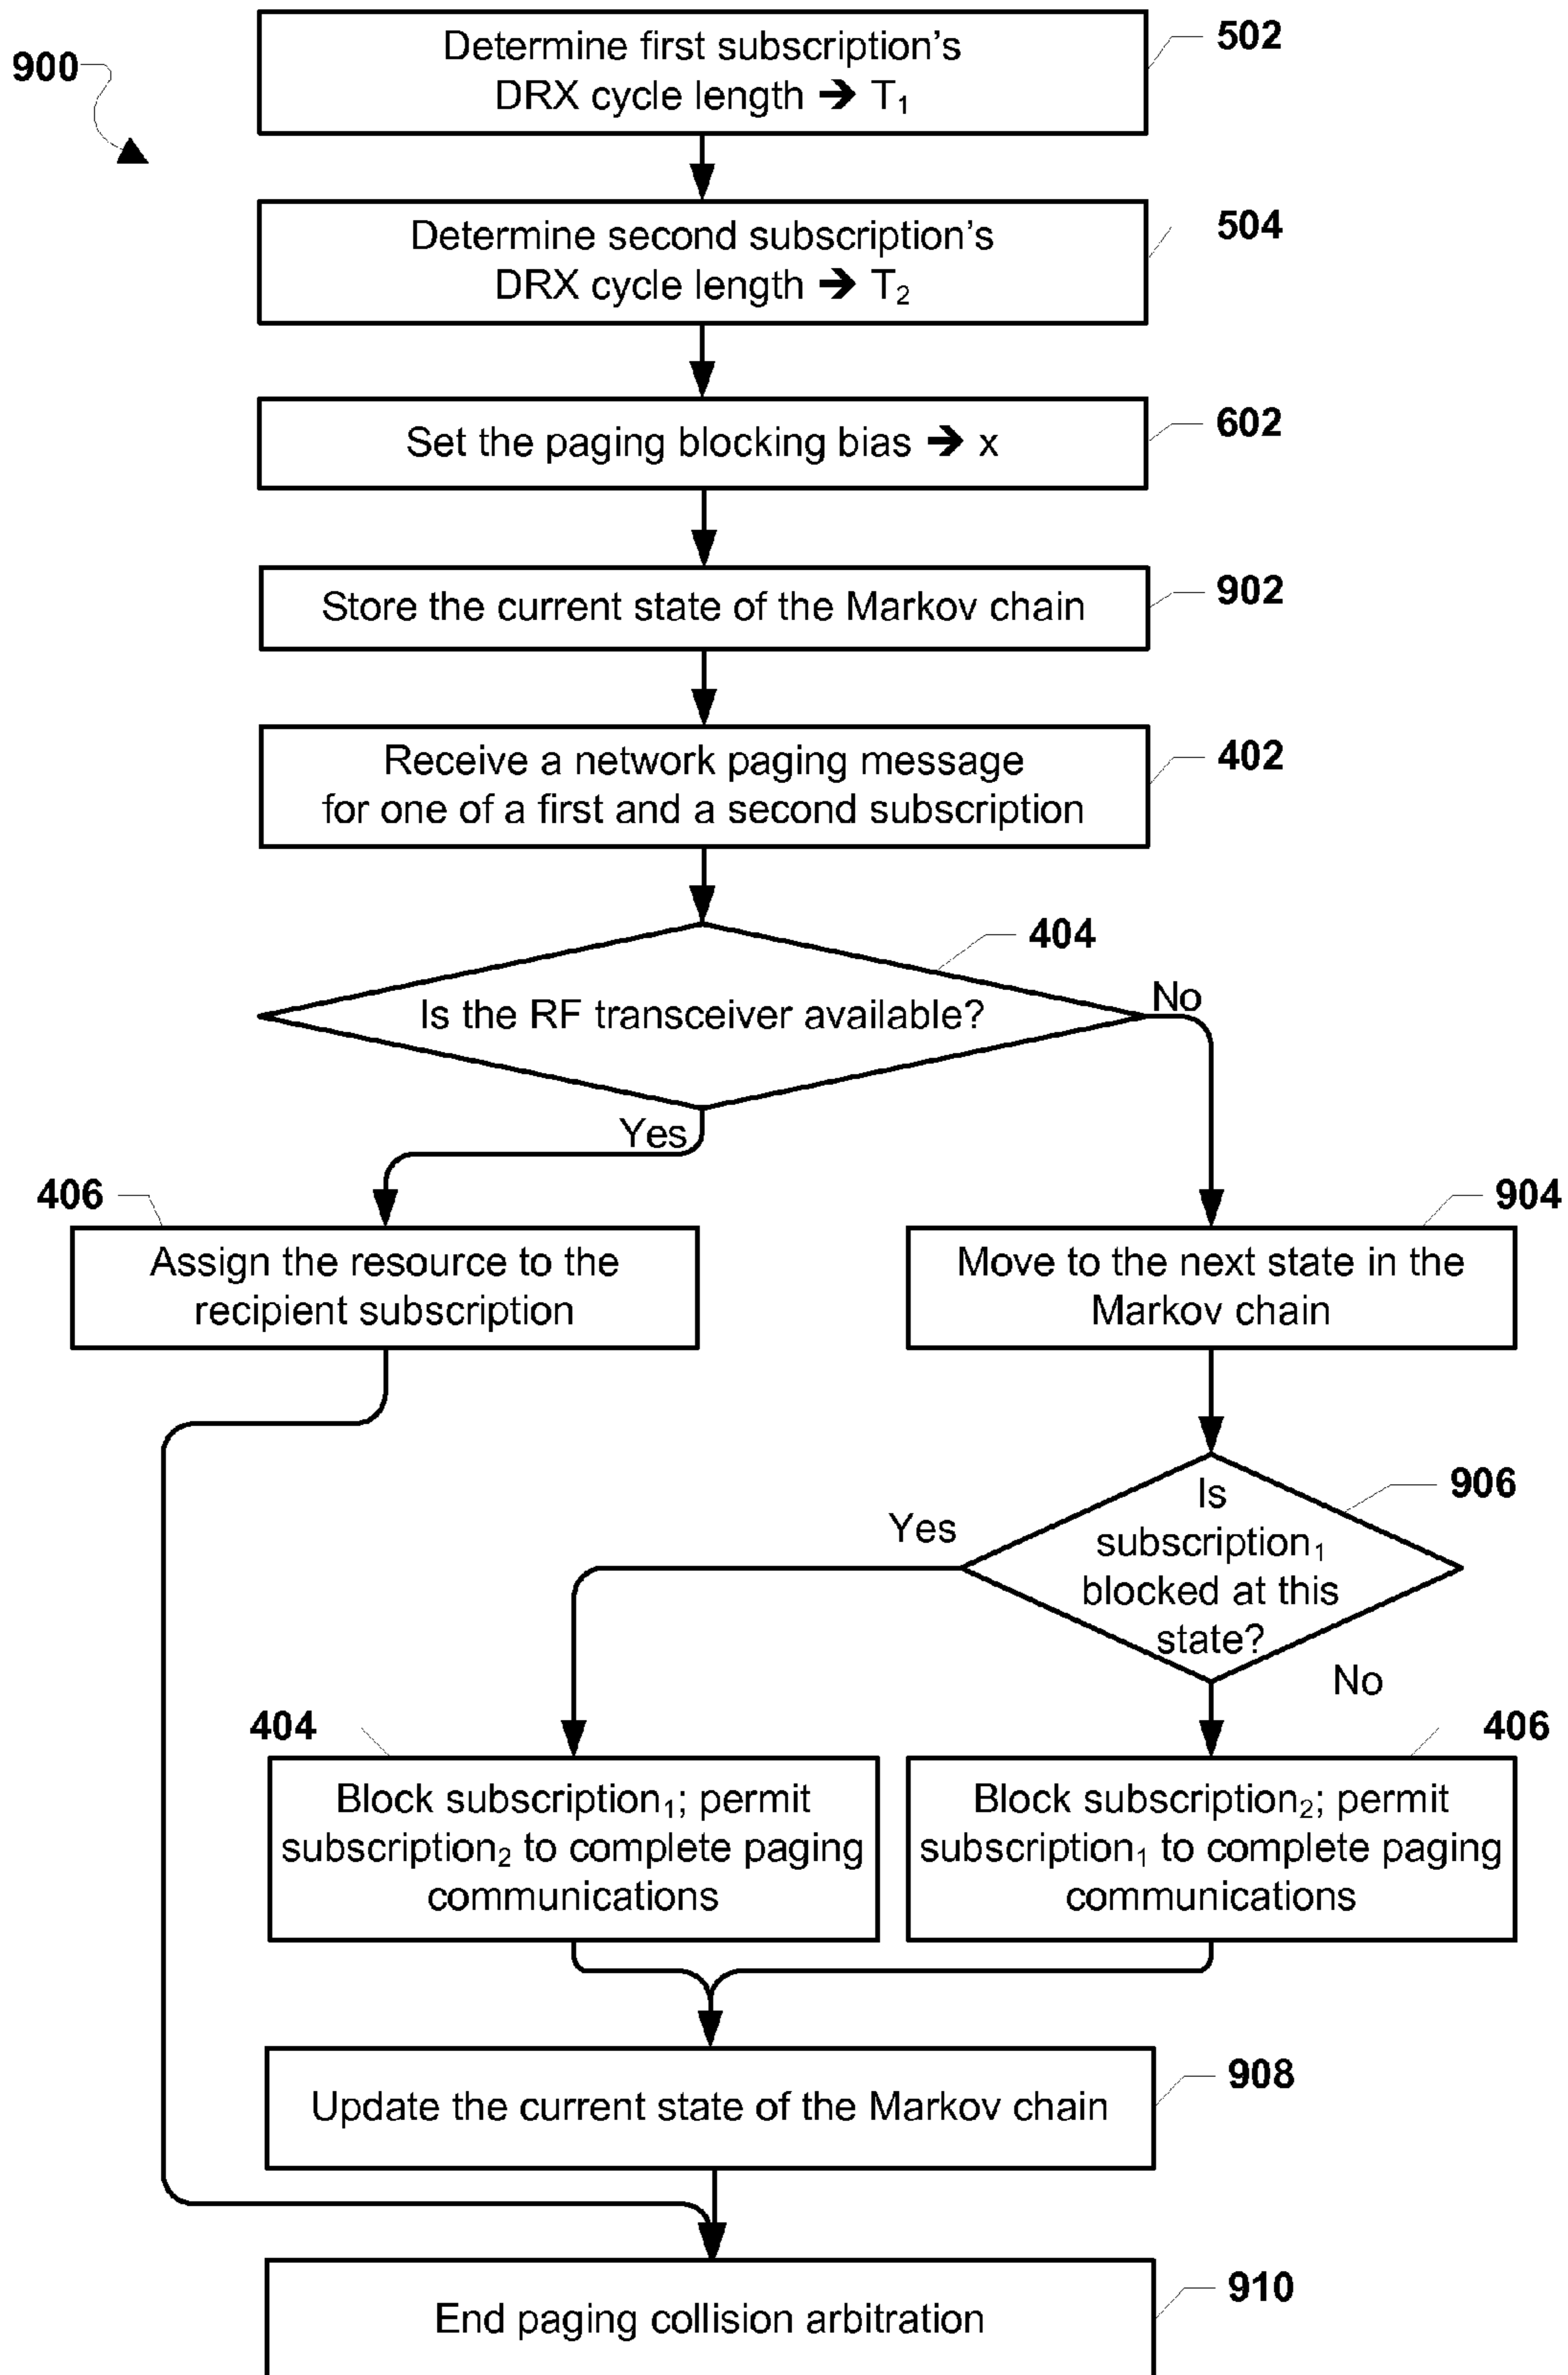 900
Determine first subscription's
DRX cycle length ➔ T₁
502
Determine second subscription's
DRX cycle length ➔ T₂
504
Set the paging blocking bias ➔ x
602
Store the current state of the Markov chain
902
Receive a network paging message
for one of a first and a second subscription
402
Is the RF transceiver available?
404
No
Yes
406
Assign the resource to the
recipient subscription
904
Move to the next state in the
Markov chain
906
Is
subscription₁
blocked at this
state?
Yes
No
404
Block subscription₁; permit
subscription₂ to complete paging
communications
406
Block subscription₂; permit
subscription₁ to complete paging
communications
Update the current state of the Markov chain
908
End paging collision arbitration
910